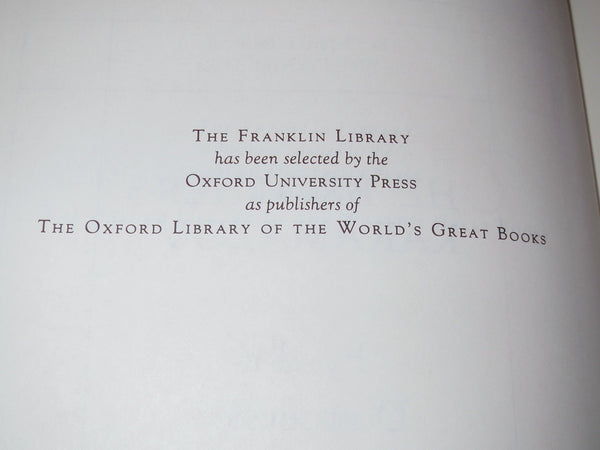 THE FRANKLIN LIBRARY
has been selected by the
OXFORD UNIVERSITY PRESS
as publishers of
THE OXFORD LIBRARY OF THE WORLD'S GREAT BOOKS